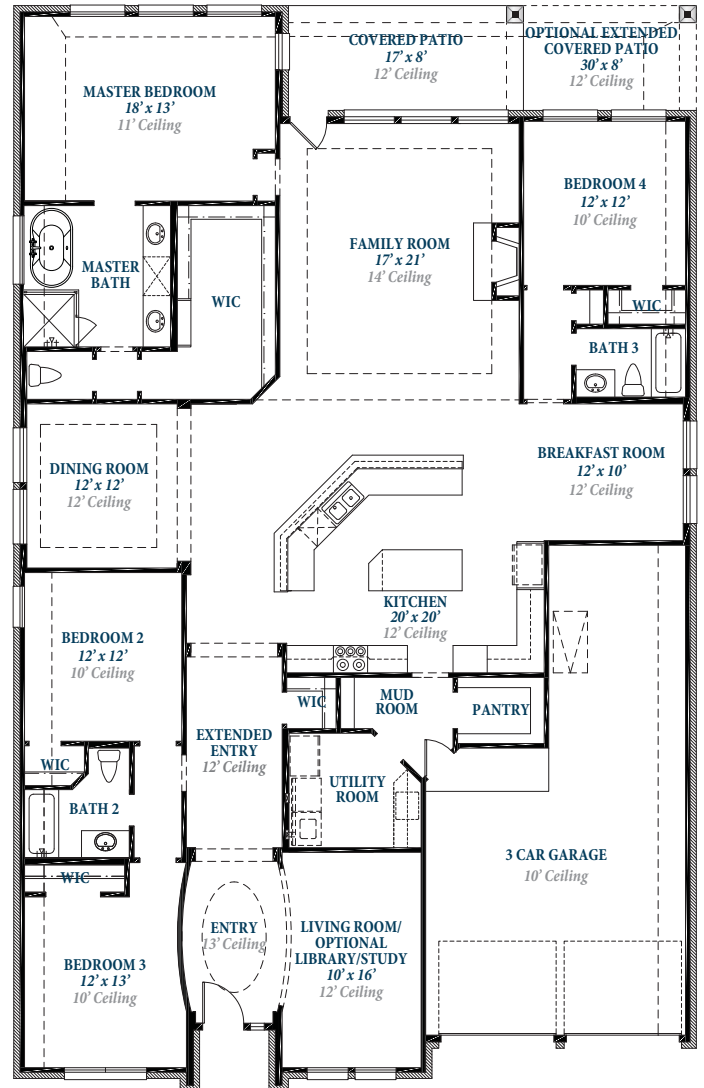 COVERED PATIO
17' x 8'
12' Ceiling
OPTIONAL EXTENDED
COVERED PATIO
30' x 8'
12' Ceiling
MASTER BEDROOM
18' x 13'
11' Ceiling
BEDROOM 4
12' x 12'
10' Ceiling
FAMILY ROOM
17' x 21'
14' Ceiling
MASTER
BATH
WIC
WIC
BATH 3
DINING ROOM
12' x 12'
12' Ceiling
BREAKFAST ROOM
12' x 10'
12' Ceiling
KITCHEN
20' x 20'
12' Ceiling
BEDROOM 2
12' x 12'
10' Ceiling
WIC
MUD
ROOM
PANTRY
EXTENDED
ENTRY
12' Ceiling
WIC
UTILITY
ROOM
BATH 2
3 CAR GARAGE
10' Ceiling
WIC
ENTRY
13' Ceiling
LIVING ROOM/
OPTIONAL
LIBRARY/STUDY
10' x 16'
12' Ceiling
BEDROOM 3
12' x 13'
10' Ceiling